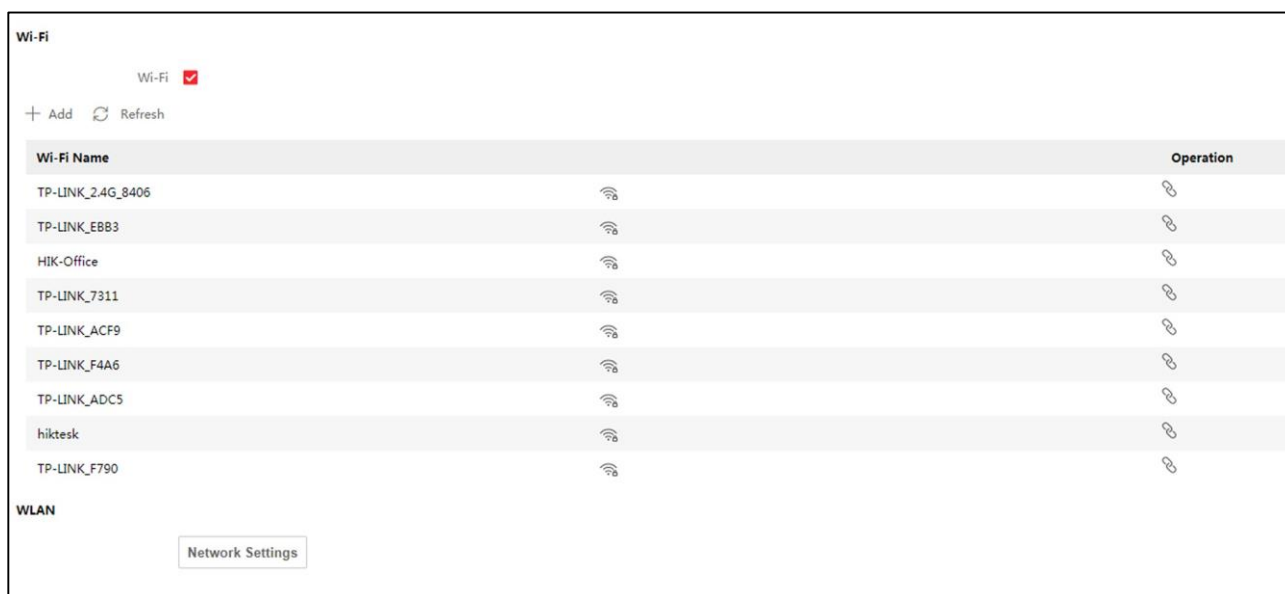 Wi-Fi
Wi-Fi
Add Refresh
Wi-Fi Name Operation
TP-LINK_2.4G_8406
TP-LINK_EBB3
HIK-Office
TP-LINK_7311
TP-LINK_ACF9
TP-LINK_F4A6
TP-LINK_ADC5
hiktesk
TP-LINK_F790
WLAN
Network Settings